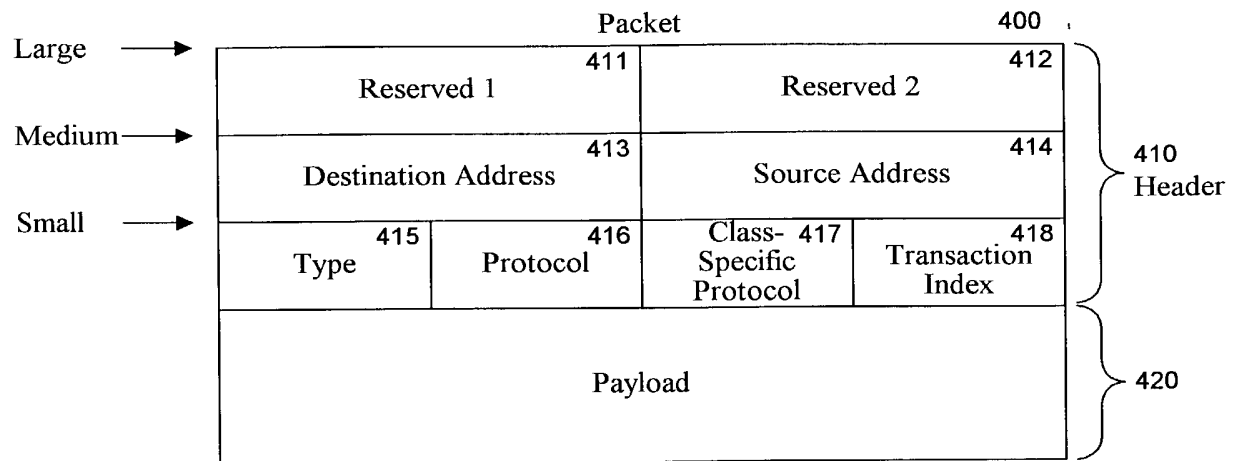 Packet 400
Large
411 412
Reserved 1 Reserved 2
Medium
413 414
Destination Address Source Address
410
Header
Small
415 416 Class- 417 418
Type Protocol Specific Transaction
Protocol Index
Payload
420